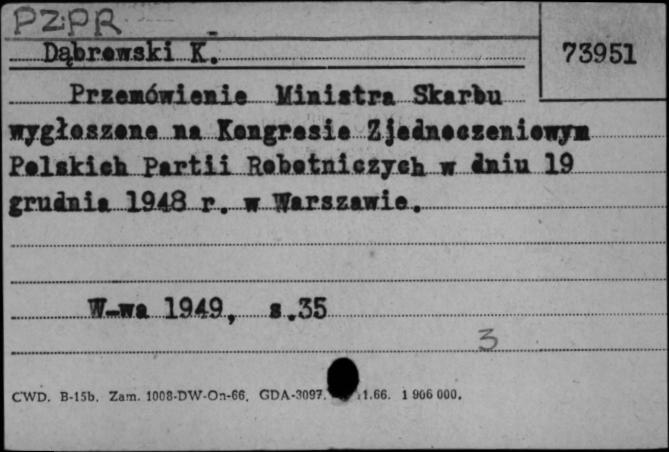 PZPR
Dąbrowski K.
73951
Przemówienie Ministra Skarbu
wygłoszone na Kongresie Zjednoczeniowym
Polskich Partii Robotniczych w dniu 19
grudnia 1948 r. w Warszawie.
W-wa 1949, s.35
3
CWD. B-15b. Zam. 1008-DW-On-66. GDA-3097. 1.66. 1 906 000.